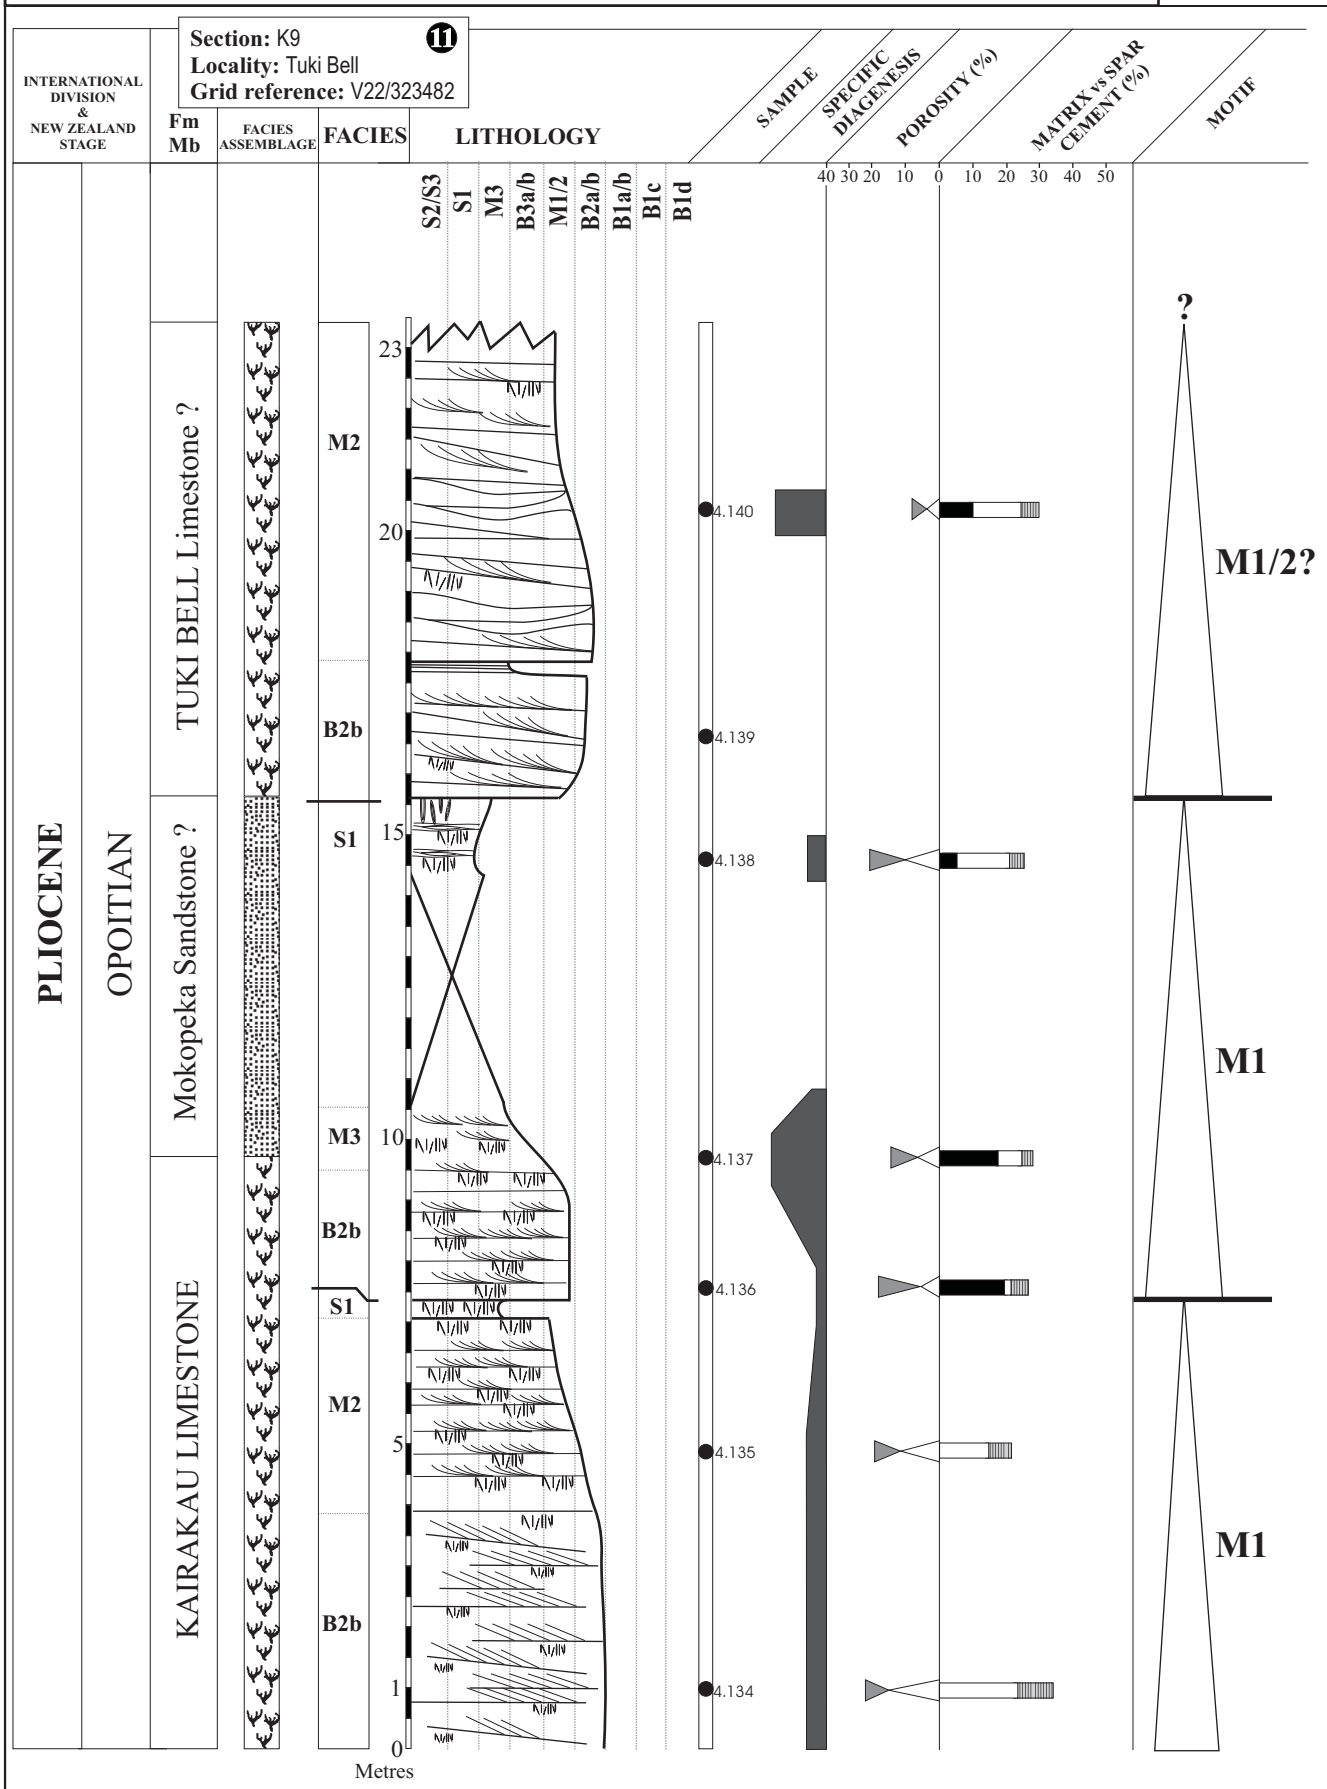 Section: K9
11
Locality: Tuki Bell
Grid reference: V22/323482
INTERNATIONAL
DIVISION
&
NEW ZEALAND
STAGE
Fm
Mb
FACIES
ASSEMBLAGE
FACIES
LITHOLOGY
SAMPLE
SPECIFIC
DIAGENESIS
POROSITY (%)
MATRIX vs SPAR
CEMENT (%)
MOTIF
S2/S3
S1
M3
B3a/b
M1/2
B2a/b
B1a/b
B1c
B1d
40 30 20 10 0 10 20 30 40 50
PLIOCENE
OPOITIAN
TUKI BELL Limestone ?
Mokopeka Sandstone ?
KAIRAKAU LIMESTONE
M2
B2b
S1
M3
B2b
S1
M2
B2b
23
20
15
10
5
1
0
Metres
4.140
4.139
4.138
4.137
4.136
4.135
4.134
?
M1/2?
M1
M1